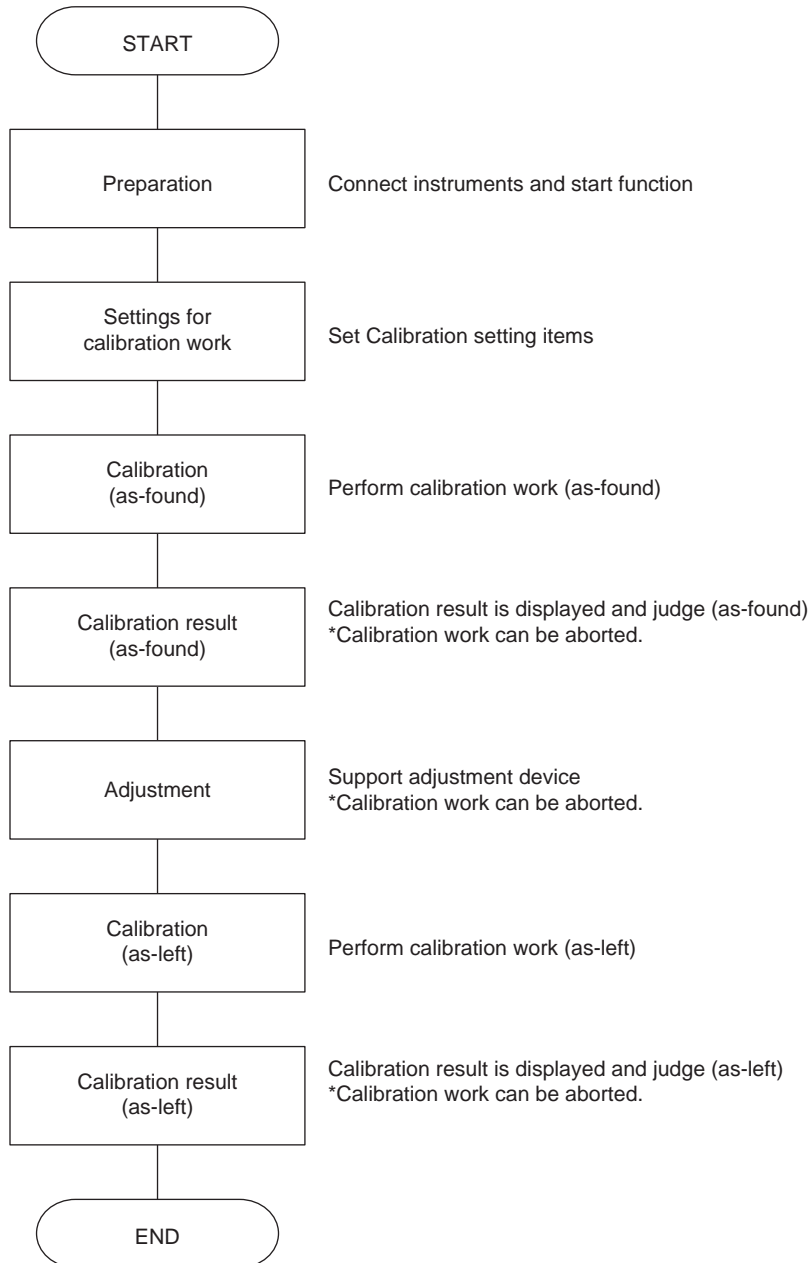 START
Preparation
Connect instruments and start function
Settings for
calibration work
Set Calibration setting items
Calibration
(as-found)
Perform calibration work (as-found)
Calibration result
(as-found)
Calibration result is displayed and judge (as-found)
*Calibration work can be aborted.
Adjustment
Support adjustment device
*Calibration work can be aborted.
Calibration
(as-left)
Perform calibration work (as-left)
Calibration result
(as-left)
Calibration result is displayed and judge (as-left)
*Calibration work can be aborted.
END